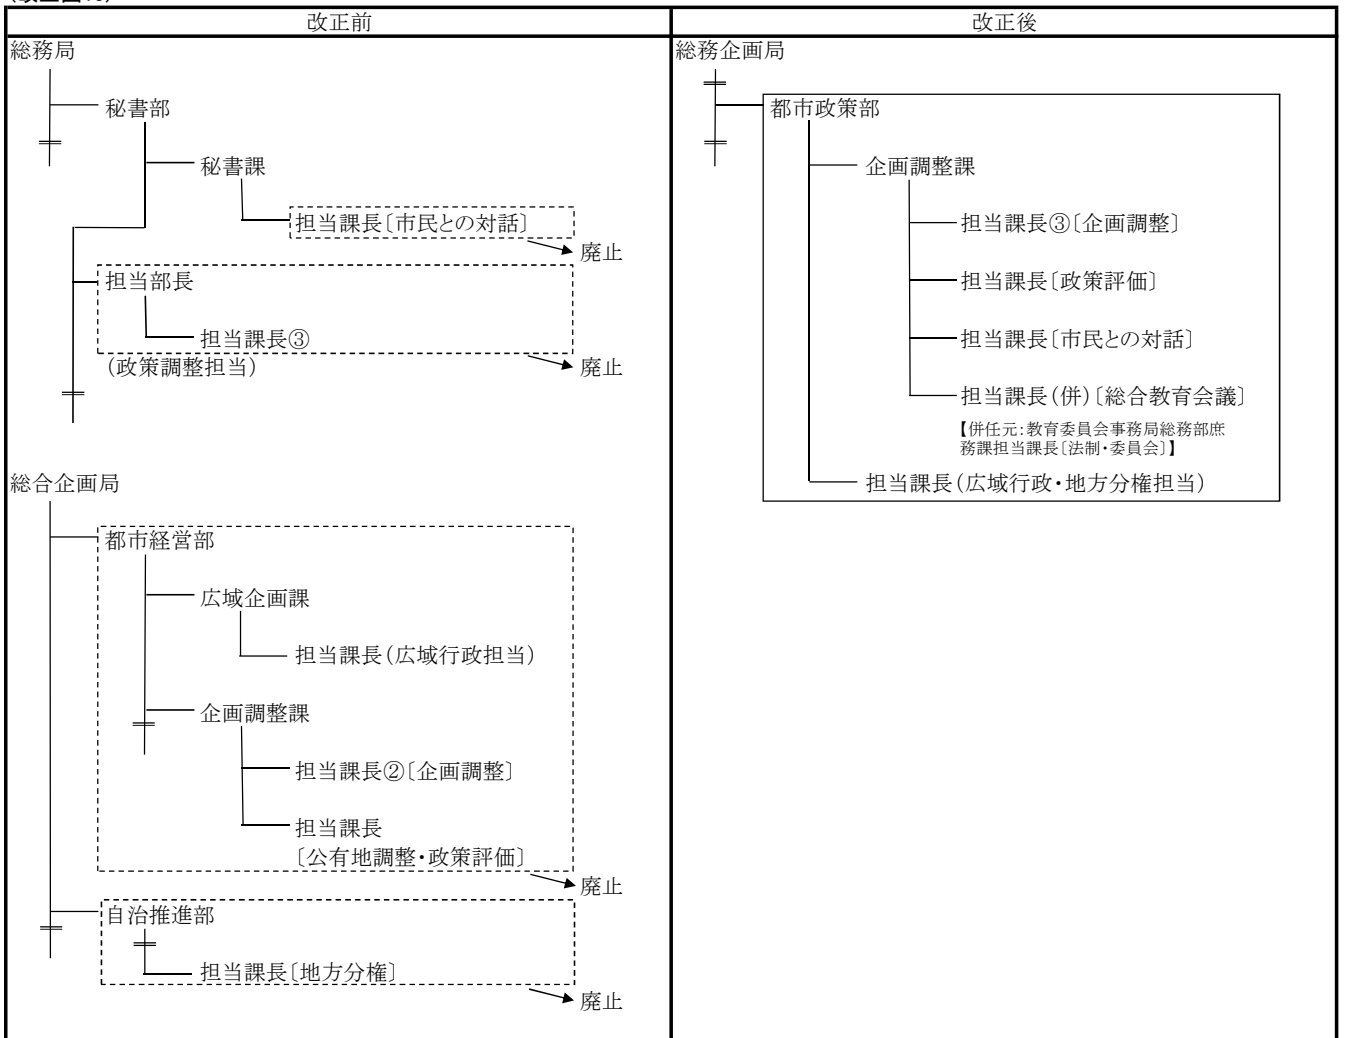 改正前
総務局
秘書部
秘書課
担当課長〔市民との対話〕
廃止
担当部長
担当課長③
(政策調整担当)
廃止
総合企画局
都市経営部
広域企画課
担当課長(広域行政担当)
企画調整課
担当課長②〔企画調整〕
担当課長
〔公有地調整・政策評価〕
廃止
自治推進部
担当課長〔地方分権〕
廃止
改正後
総務企画局
都市政策部
企画調整課
担当課長③〔企画調整〕
担当課長〔政策評価〕
担当課長〔市民との対話〕
担当課長(併)〔総合教育会議〕
【併任元:教育委員会事務局総務部庶
務課担当課長〔法制・委員会〕】
担当課長(広域行政・地方分権担当)